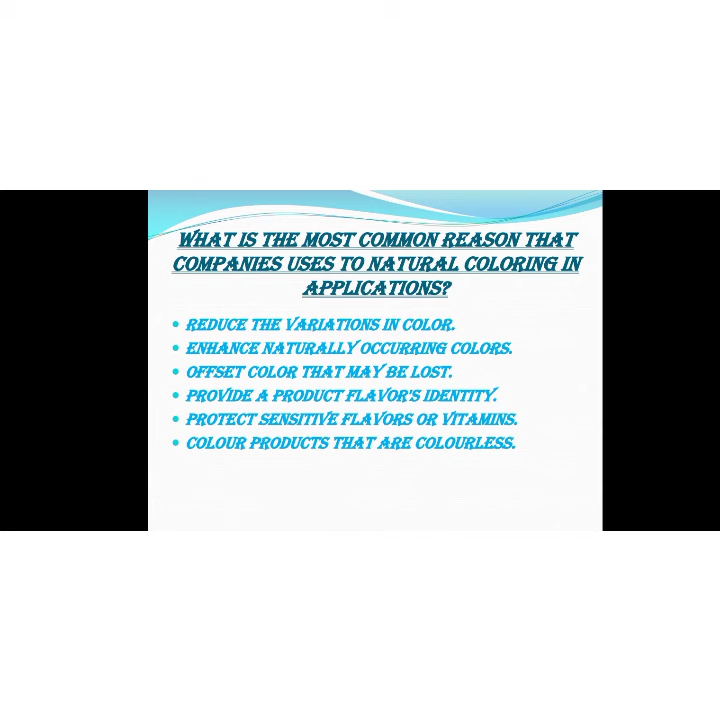 WHAT IS THE MOST COMMON REASON THAT
COMPANIES USES TO NATURAL COLORING IN
APPLICATIONS?
• REDUCE THE VARIATIONS IN COLOR.
• ENHANCE NATURALLY OCCURRING COLORS.
• OFFSET COLOR THAT MAY BE LOST.
• PROVIDE A PRODUCT FLAVOR'S IDENTITY.
• PROTECT SENSITIVE FLAVORS OR VITAMINS.
• COLOUR PRODUCTS THAT ARE COLOURLESS.